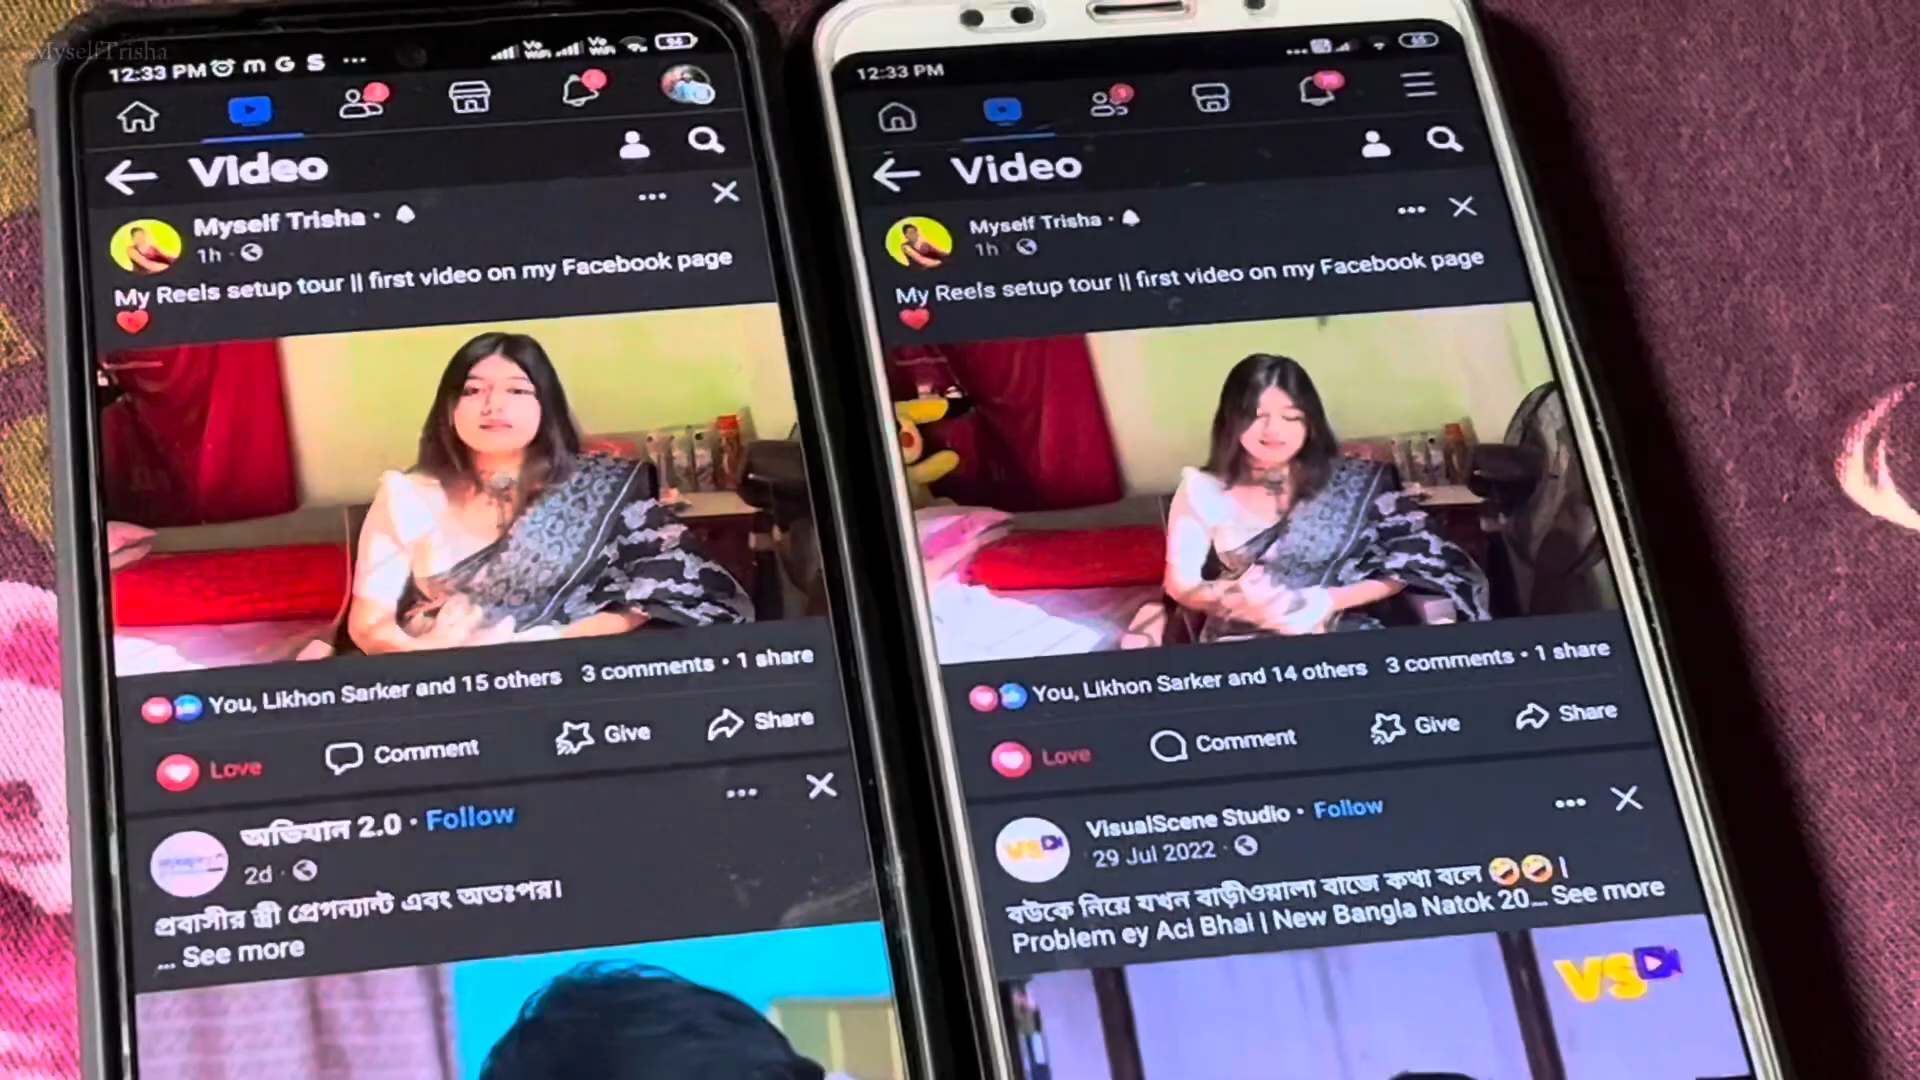 MyselfTrisha
12:33 PM
94
Video
Myself Trisha
1h
My Reels setup tour || first video on my Facebook page
❤️
You, Likhon Sarker and 15 others 3 comments • 1 share
Love Comment Give Share
অভিযান 2.0 • Follow
2d
প্রবাসীর স্ত্রী প্রেগন্যান্ট এবং অতঃপর।
... See more
12:33 PM
Video
Myself Trisha
1h
My Reels setup tour || first video on my Facebook page
❤️
You, Likhon Sarker and 14 others 3 comments • 1 share
Love Comment Give Share
VisualScene Studio • Follow
29 Jul 2022
বউকে নিয়ে যখন বাড়ীওয়ালা বাজে কথা বলে 🤣🤣 |
Problem ey Aci Bhai | New Bangla Natok 20... See more
VS